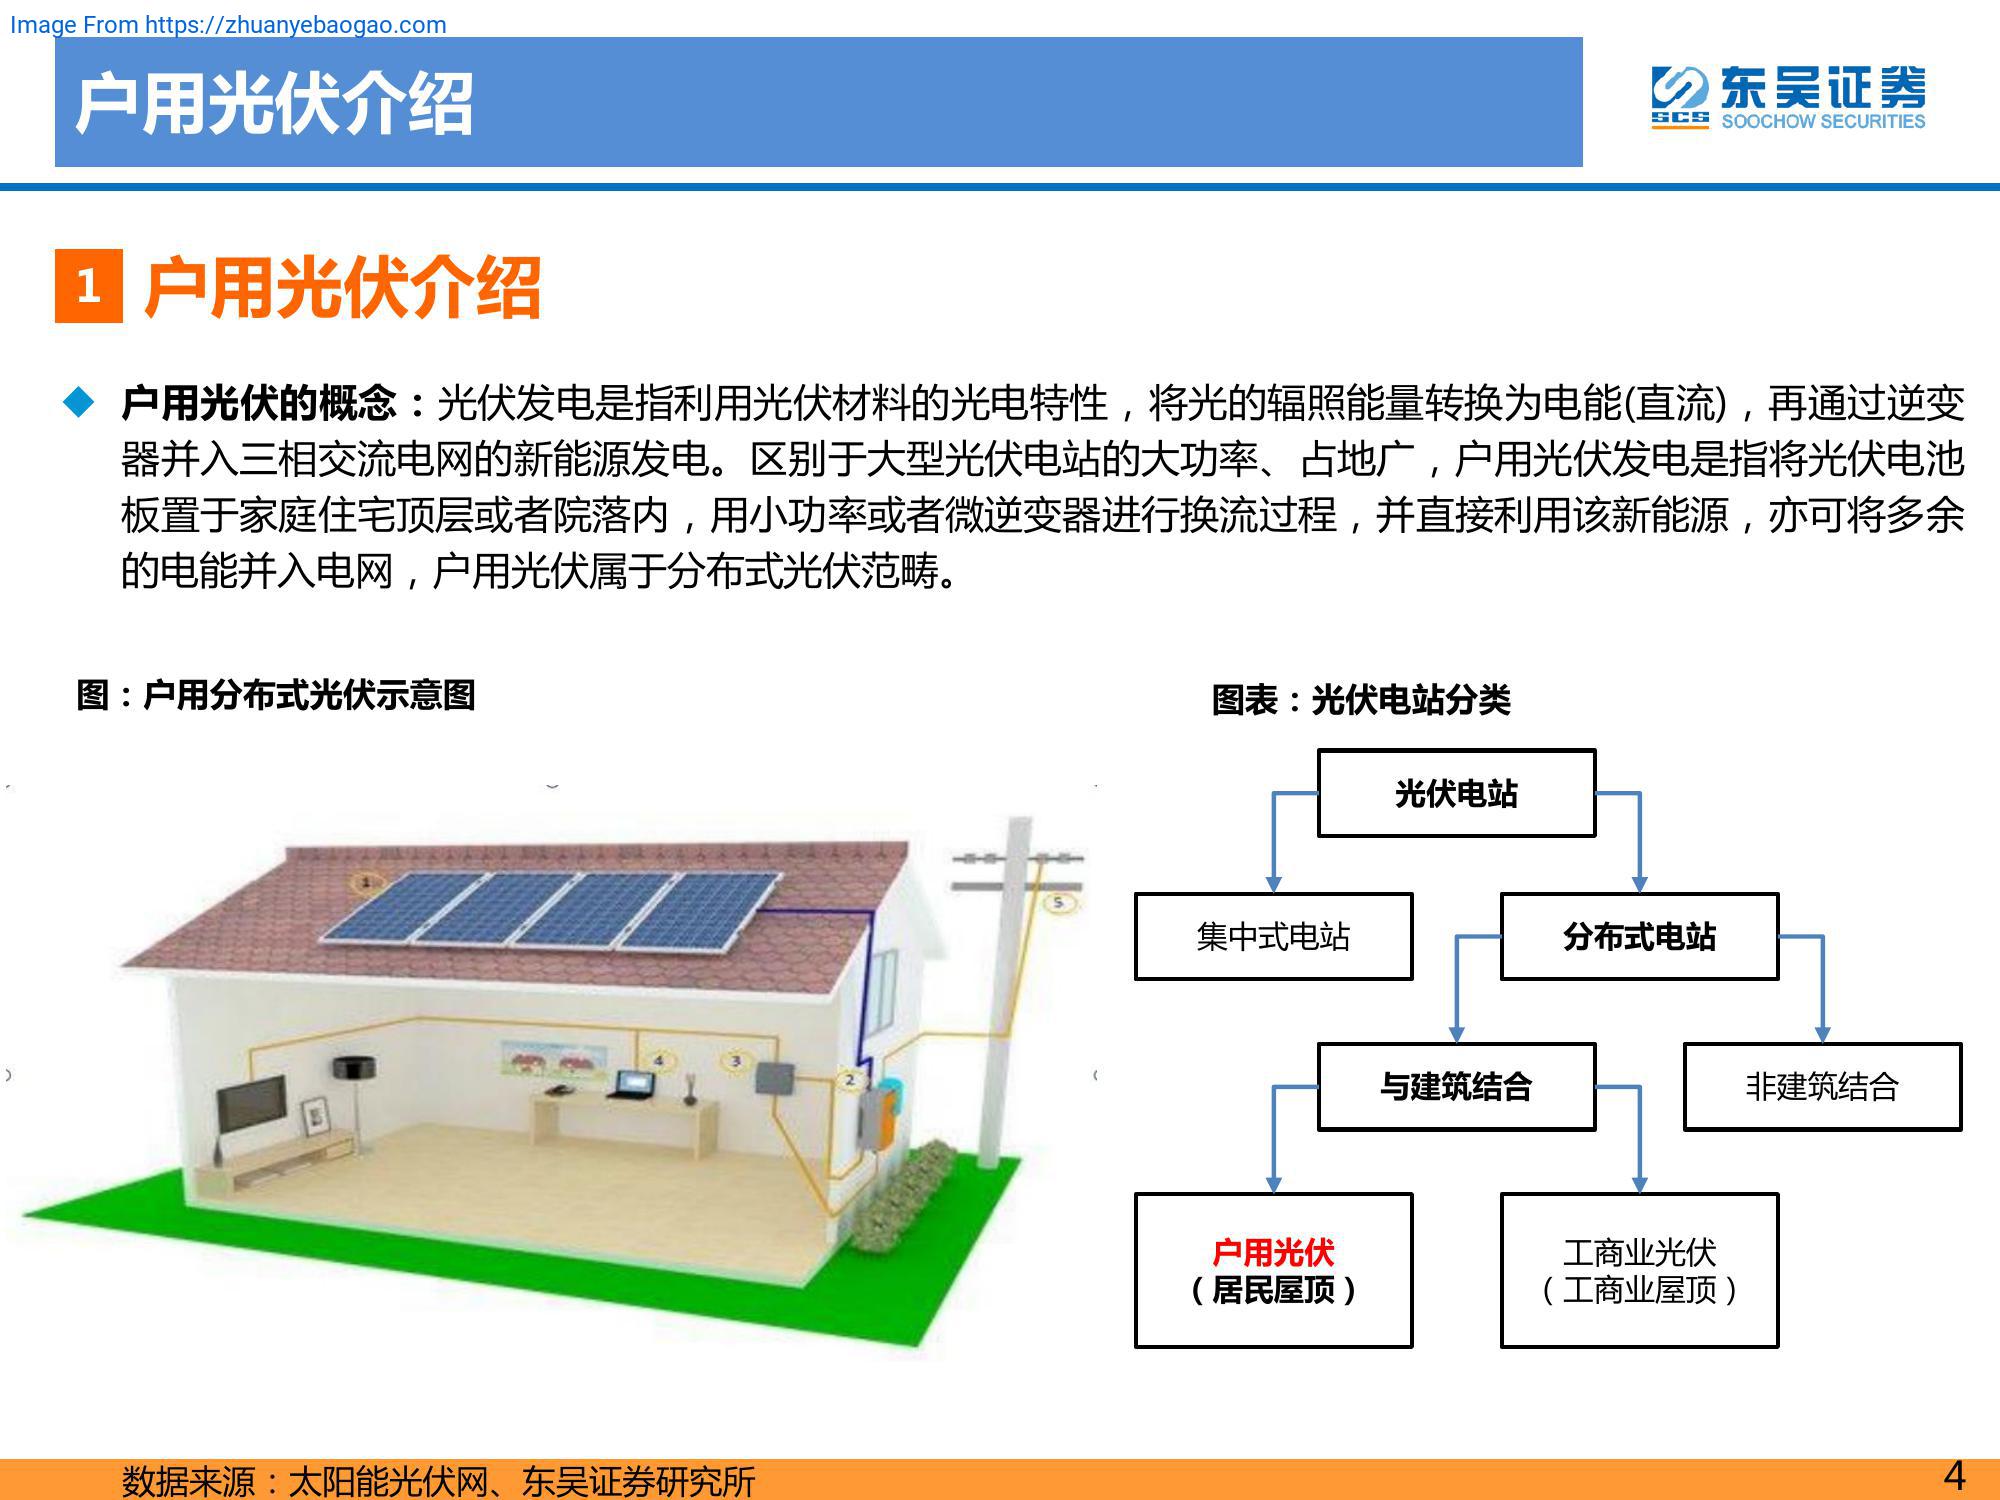 Image From https://zhuanyebaogao.com
户用光伏介绍
SCS
东吴证券
SOOCHOW SECURITIES
1 户用光伏介绍
户用光伏的概念：光伏发电是指利用光伏材料的光电特性，将光的辐照能量转换为电能(直流)，再通过逆变
器并入三相交流电网的新能源发电。区别于大型光伏电站的大功率、占地广，户用光伏发电是指将光伏电池
板置于家庭住宅顶层或者院落内，用小功率或者微逆变器进行换流过程，并直接利用该新能源，亦可将多余
的电能并入电网，户用光伏属于分布式光伏范畴。
图：户用分布式光伏示意图
1
5
4
3
2
图表：光伏电站分类
光伏电站
集中式电站
分布式电站
与建筑结合
非建筑结合
户用光伏
（居民屋顶）
工商业光伏
（工商业屋顶）
数据来源：太阳能光伏网、东吴证券研究所
4